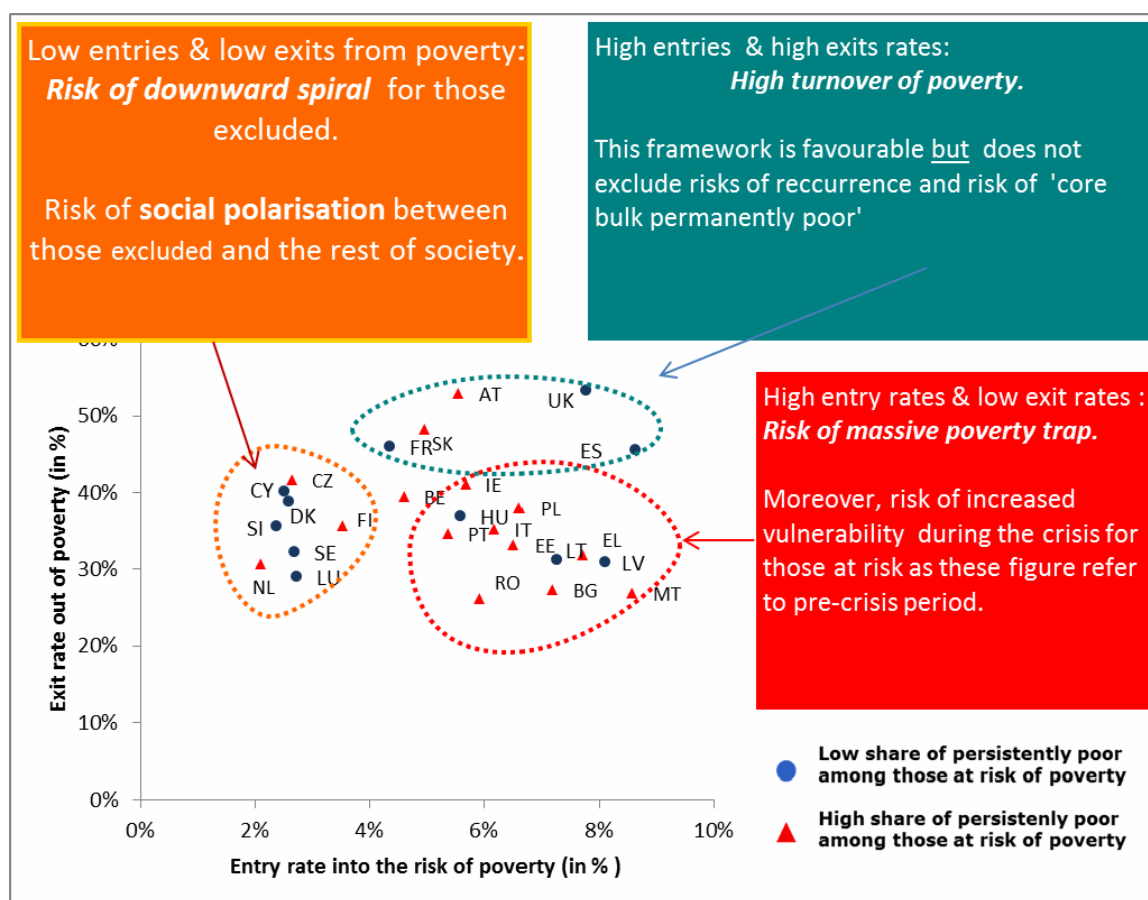 Low entries & low exits from poverty:
Risk of downward spiral for those
excluded.
Risk of social polarisation between
those excluded and the rest of society.
High entries & high exits rates:
High turnover of poverty.
This framework is favourable but does not
exclude risks of reccurrence and risk of 'core
bulk permanently poor'
High entry rates & low exit rates :
Risk of massive poverty trap.
Moreover, risk of increased
vulnerability during the crisis for
those at risk as these figure refer
to pre-crisis period.
Exit rate out of poverty (in %)
50%
40%
30%
20%
10%
0%
AT
UK
FR
SK
ES
CY
CZ
BE
IE
DK
SI
FI
HU
PL
PT
IT
SE
EE
LT
EL
LV
NL
LU
RO
BG
MT
0%
2%
4%
6%
8%
10%
Entry rate into the risk of poverty (in % )
Low share of persistently poor
among those at risk of poverty
High share of persistenly poor
among those at risk of poverty